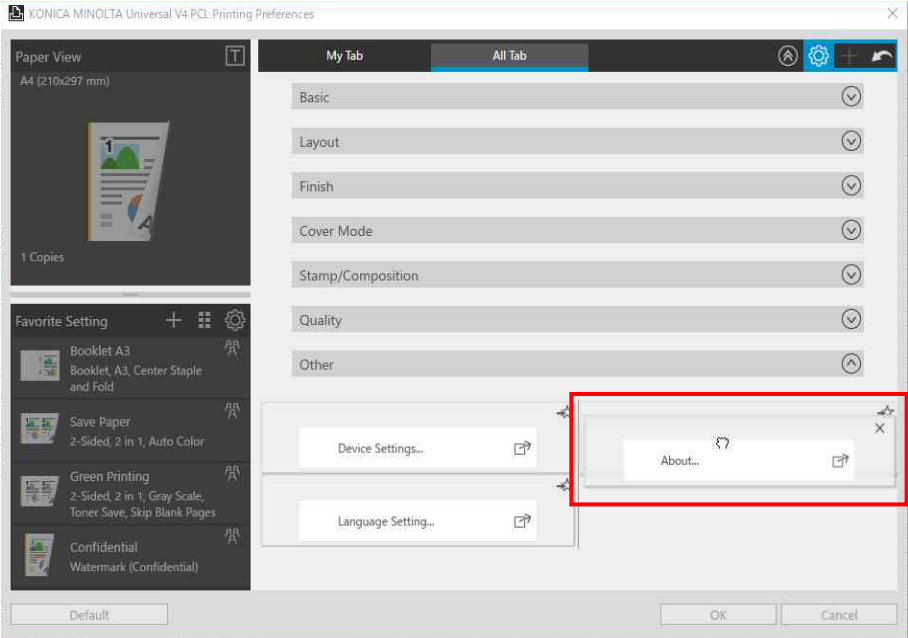 KONICA MINOLTA Universal V4 PCL Printing Preferences
Paper View
T
A4 (210x297 mm)
1
A
1 Copies
Favorite Setting
Booklet A3
Booklet, A3, Center Staple
and Fold
Save Paper
2-Sided, 2 in 1, Auto Color
Green Printing
2-Sided, 2 in 1, Gray Scale,
Toner Save, Skip Blank Pages
Confidential
Watermark (Confidential)
My Tab
All Tab
Basic
Layout
Finish
Cover Mode
Stamp/Composition
Quality
Other
Device Settings...
About...
Language Setting...
Default
OK
Cancel